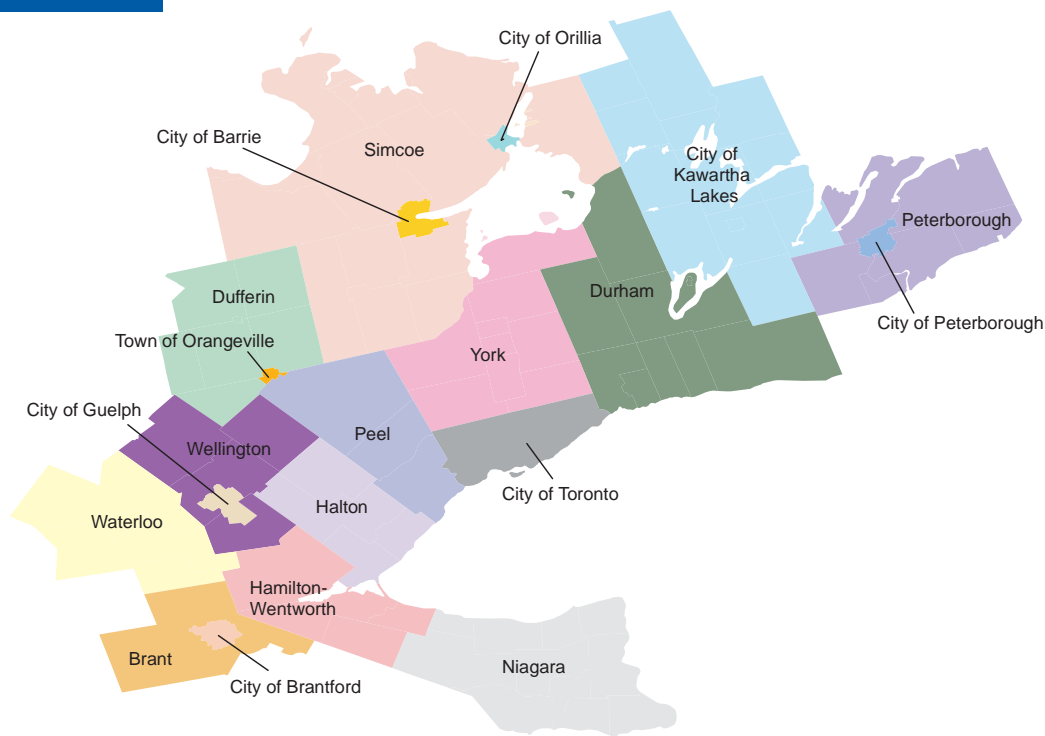 City of Orillia
City of Barrie
Simcoe
City of
Kawartha
Lakes
Peterborough
Dufferin
Durham
City of Peterborough
Town of Orangeville
York
City of Guelph
Peel
Wellington
City of Toronto
Halton
Waterloo
Hamilton-
Wentworth
Brant
Niagara
City of Brantford